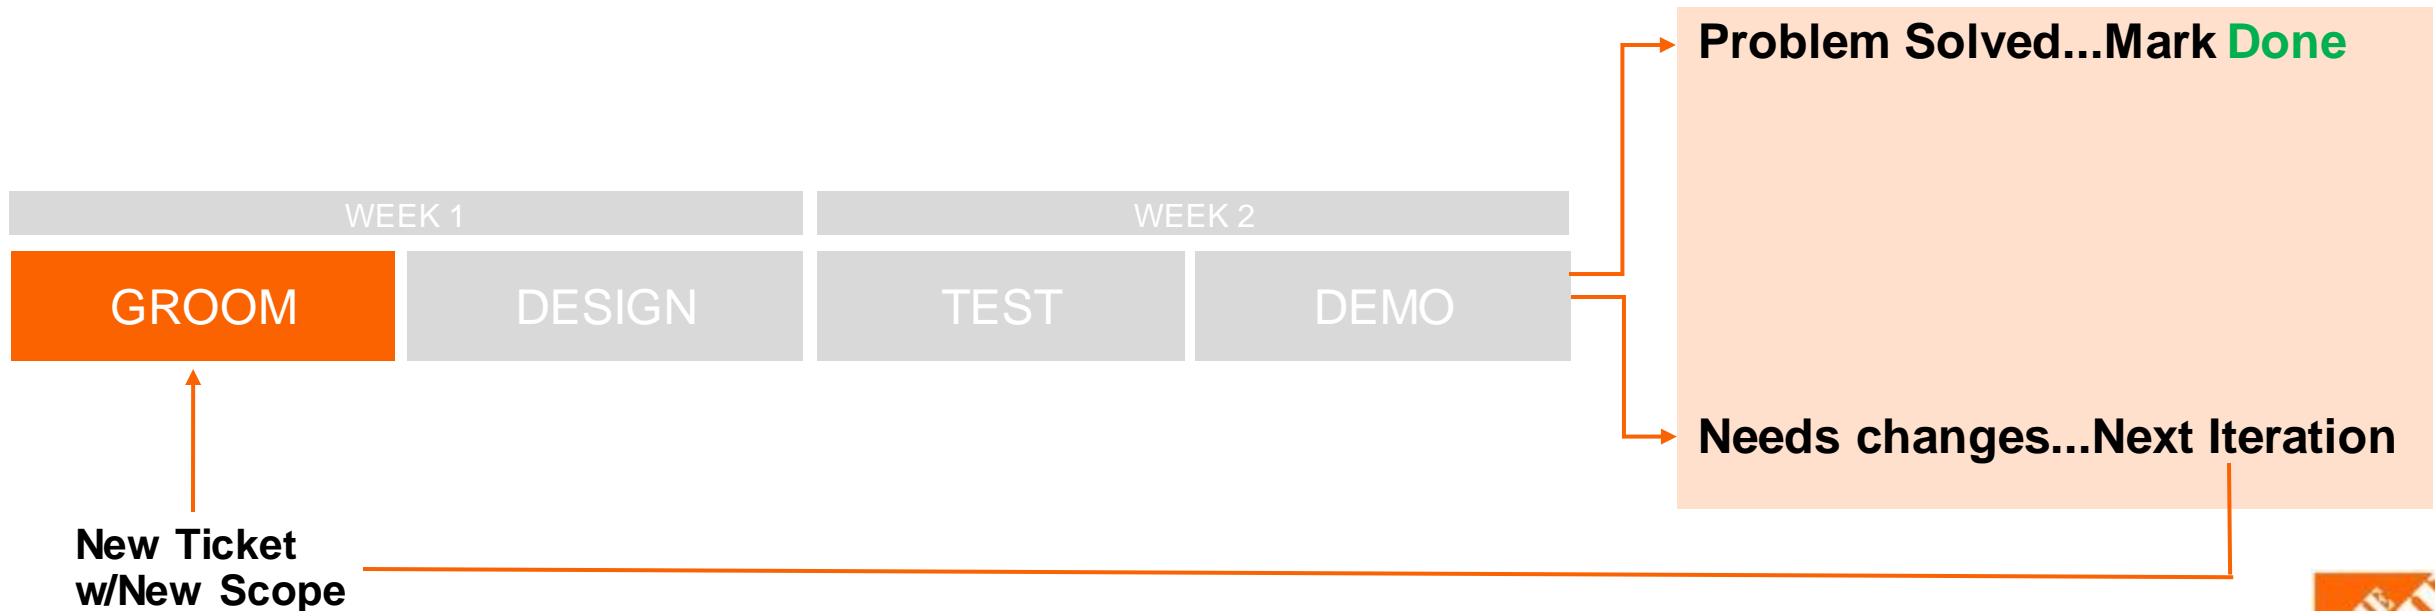 Problem Solved...Mark Done
WEEK 1
WEEK 2
GROOM
DESIGN
TEST
DEMO
Needs changes...Next Iteration
New Ticket
w/New Scope